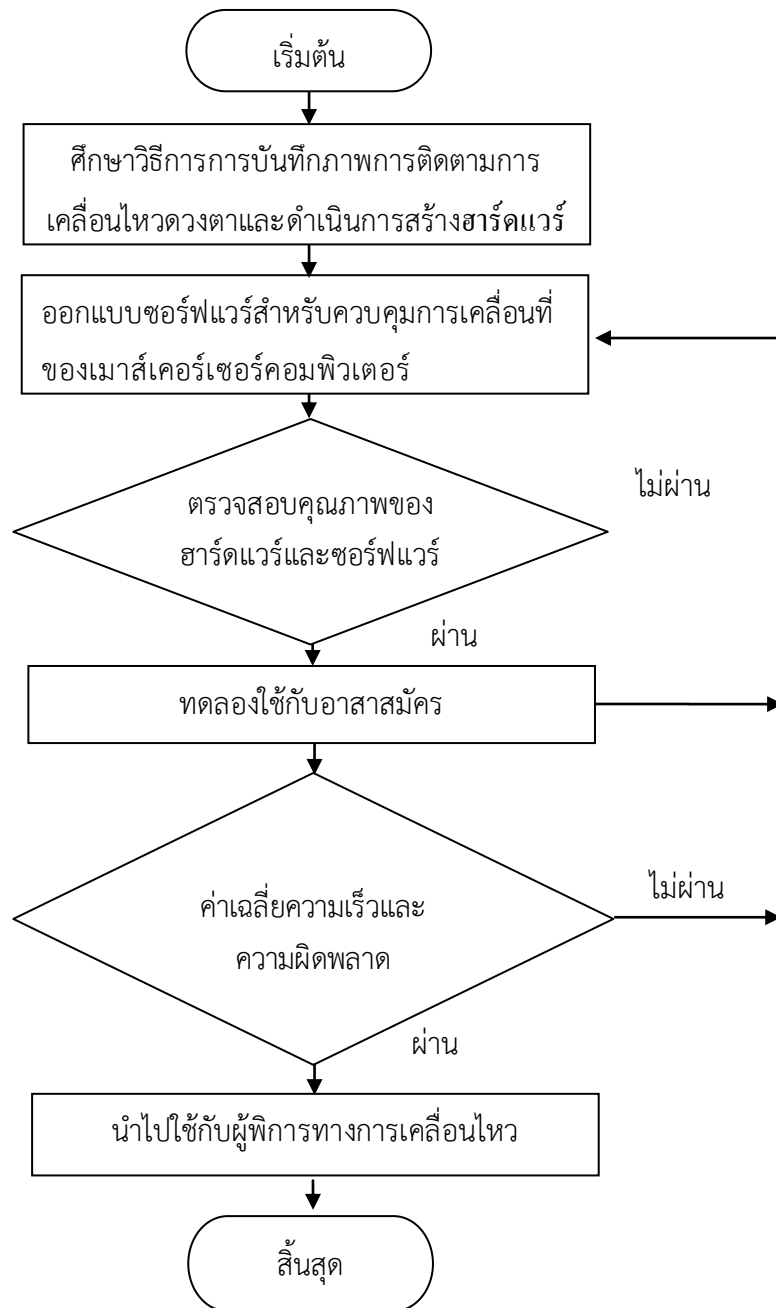 เริ่มต้น
ศึกษาวิธีการการบันทึกภาพการติดตามการ
เคลื่อนไหวดวงตาและดำเนินการสร้างฮาร์ดแวร์
ออกแบบซอร์ฟแวร์สำหรับควบคุมการเคลื่อนที่
ของเมาส์เคอร์เซอร์คอมพิวเตอร์
ไม่ผ่าน
ตรวจสอบคุณภาพของ
ฮาร์ดแวร์และซอร์ฟแวร์
ผ่าน
ทดลองใช้กับอาสาสมัคร
ไม่ผ่าน
ค่าเฉลี่ยความเร็วและ
ความผิดพลาด
ผ่าน
นำไปใช้กับผู้พิการทางการเคลื่อนไหว
สิ้นสุด